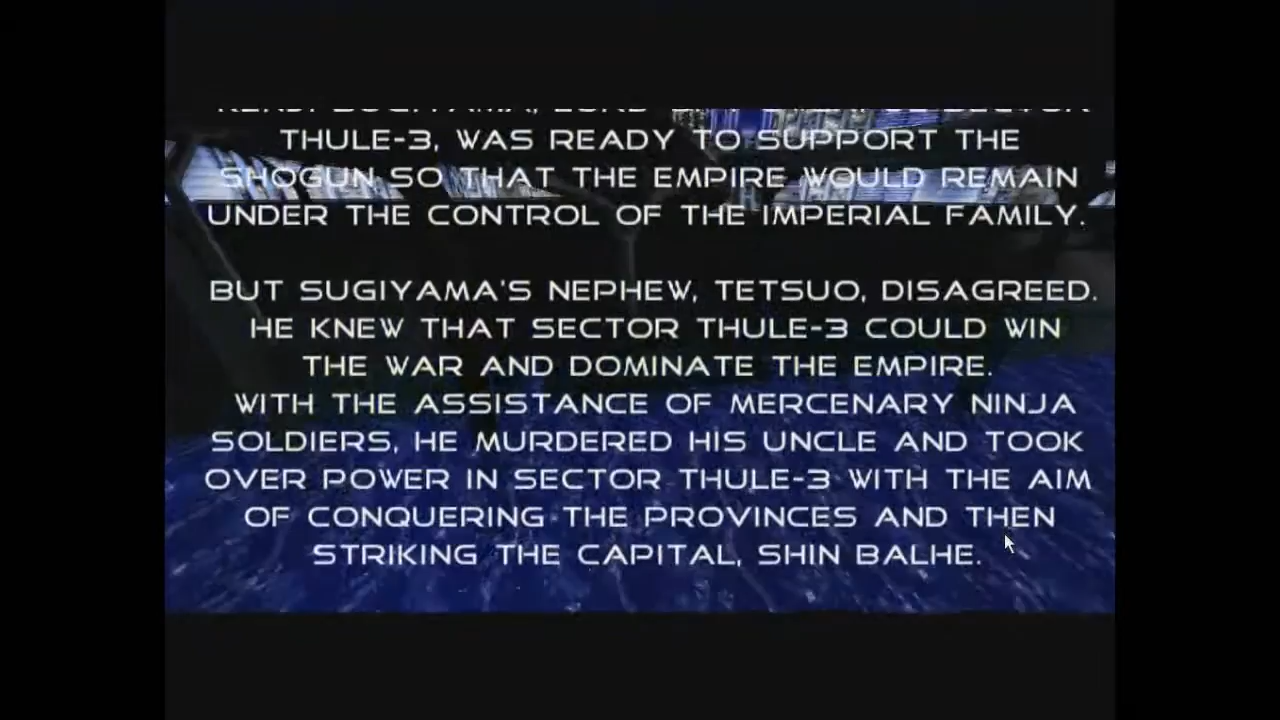 THULE-3, WAS READY TO SUPPORT THE
SHOGUN SO THAT THE EMPIRE WOULD REMAIN
UNDER THE CONTROL OF THE IMPERIAL FAMILY.
BUT SUGIYAMA'S NEPHEW, TETSUO, DISAGREED.
HE KNEW THAT SECTOR THULE-3 COULD WIN
THE WAR AND DOMINATE THE EMPIRE.
WITH THE ASSISTANCE OF MERCENARY NINJA
SOLDIERS, HE MURDERED HIS UNCLE AND TOOK
OVER POWER IN SECTOR THULE-3 WITH THE AIM
OF CONQUERING THE PROVINCES AND THEN
STRIKING THE CAPITAL, SHIN BALHE.